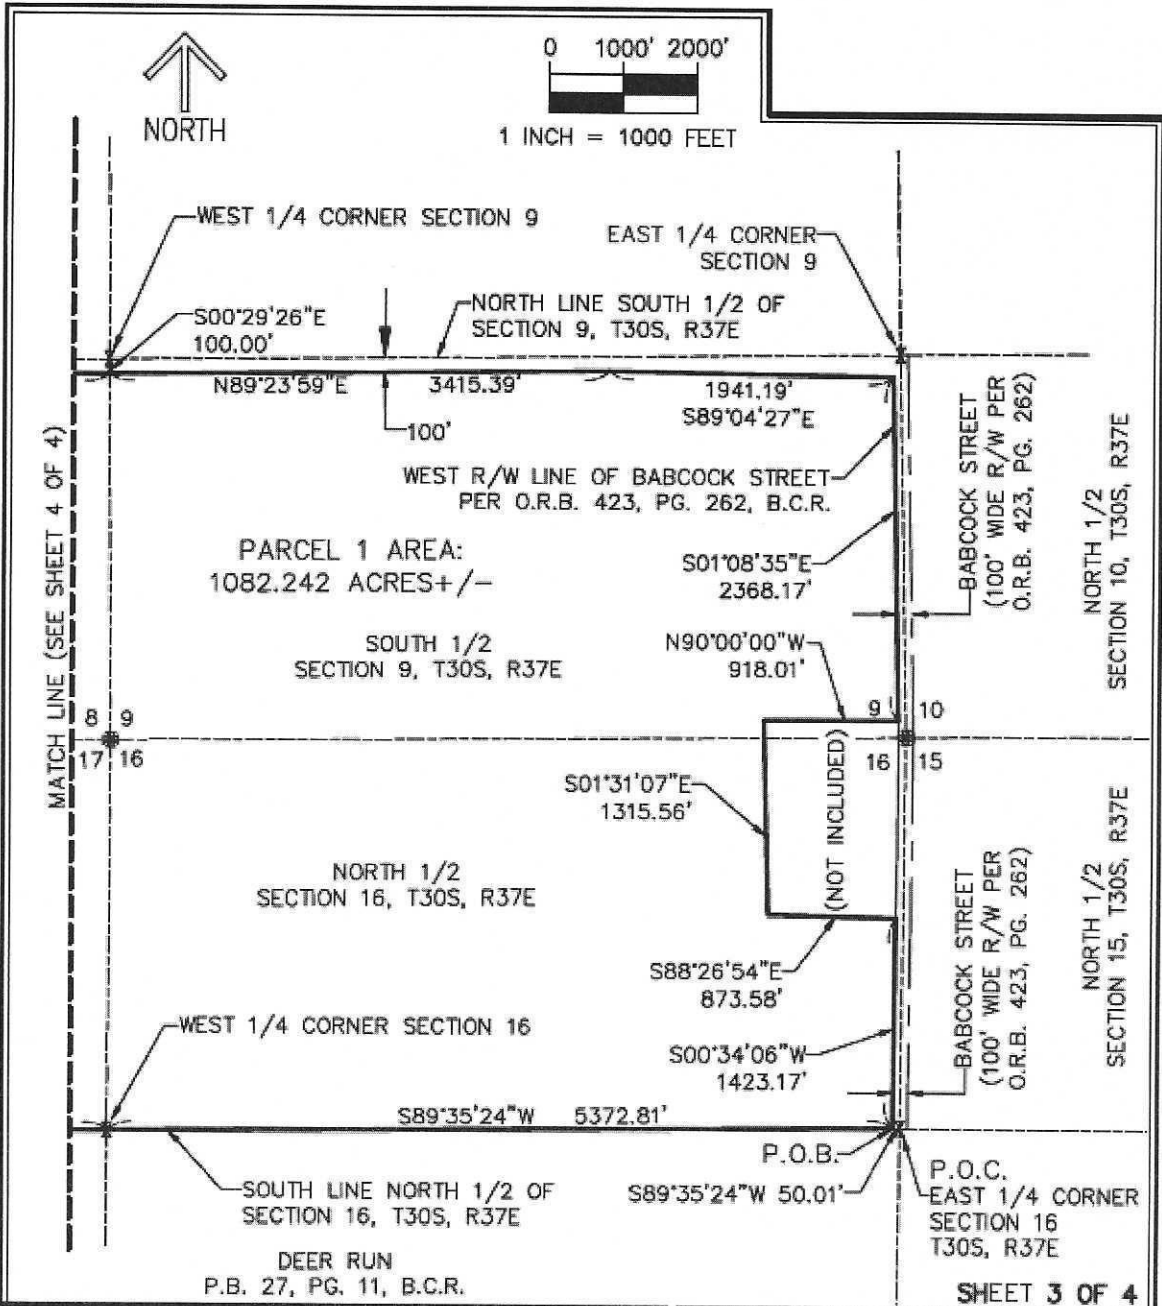 0 1000' 2000'
1 INCH = 1000 FEET
NORTH
WEST 1/4 CORNER SECTION 9
EAST 1/4 CORNER
SECTION 9
S00°29'26"E
100.00'
NORTH LINE SOUTH 1/2 OF
SECTION 9, T30S, R37E
N89°23'59"E 3415.39'
1941.19'
S89°04'27"E
100'
WEST R/W LINE OF BABCOCK STREET
PER O.R.B. 423, PG. 262, B.C.R.
MATCH LINE (SEE SHEET 4 OF 4)
PARCEL 1 AREA:
1082.242 ACRES+/-
S01°08'35"E
2368.17'
BABCOCK STREET
(100' WIDE R/W PER
O.R.B. 423, PG. 262)
NORTH 1/2
SECTION 10, T30S, R37E
SOUTH 1/2
SECTION 9, T30S, R37E
N90°00'00"W
918.01'
8 9
17 16
9 10
16 15
(NOT INCLUDED)
S01°31'07"E
1315.56'
NORTH 1/2
SECTION 16, T30S, R37E
BABCOCK STREET
(100' WIDE R/W PER
O.R.B. 423, PG. 262)
NORTH 1/2
SECTION 15, T30S, R37E
S88°26'54"E
873.58'
WEST 1/4 CORNER SECTION 16
S00°34'06"W
1423.17'
S89°35'24"W 5372.81'
P.O.B.
S89°35'24"W 50.01'
P.O.C.
EAST 1/4 CORNER
SECTION 16
T30S, R37E
SOUTH LINE NORTH 1/2 OF
SECTION 16, T30S, R37E
DEER RUN
P.B. 27, PG. 11, B.C.R.
SHEET 3 OF 4